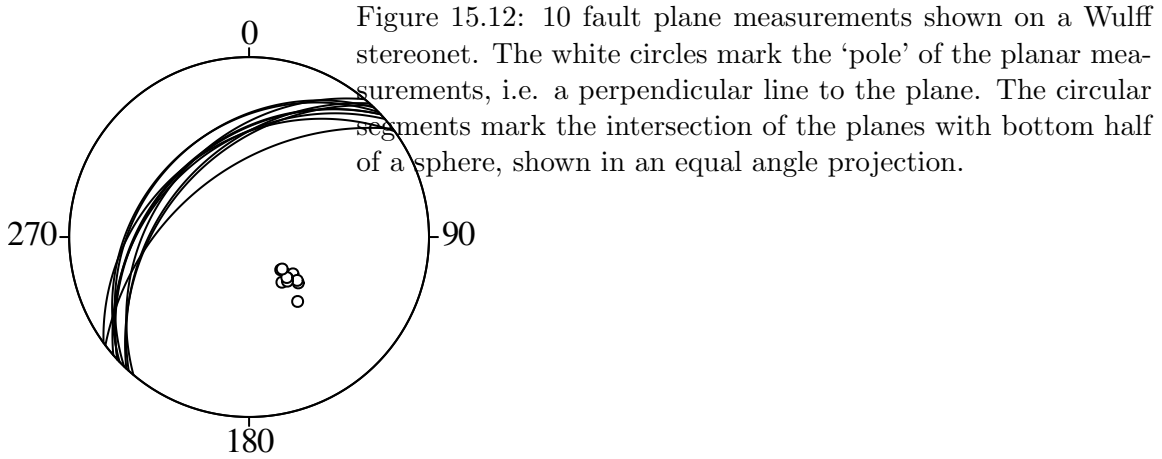 Figure 15.12: 10 fault plane measurements shown on a Wulff
stereonet. The white circles mark the ‘pole’ of the planar mea-
surements, i.e. a perpendicular line to the plane. The circular
segments mark the intersection of the planes with bottom half
of a sphere, shown in an equal angle projection.
0
270
90
180